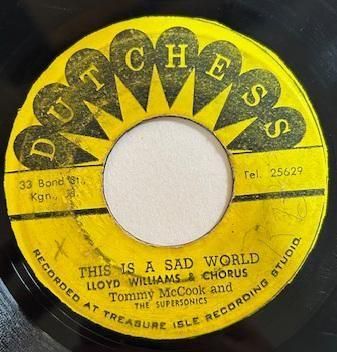 DUTCHESS
33 Bond St.,
Kgn.,
Tel. 25629
THIS IS A SAD WORLD
LLOYD WILLIAMS & CHORUS
Tommy McCook and
THE SUPERSONICS
RECORDED AT TREASURE ISLE RECORDING STUDIO.